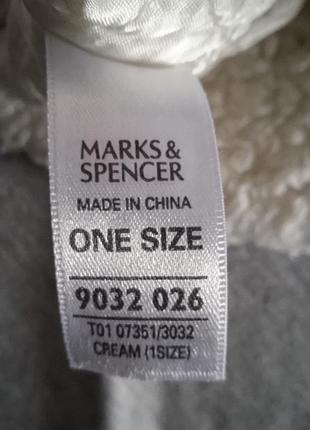 MARKS &
SPENCER
MADE IN CHINA
ONE SIZE
9032 026
T01 07351/3032
CREAM (1SIZE)